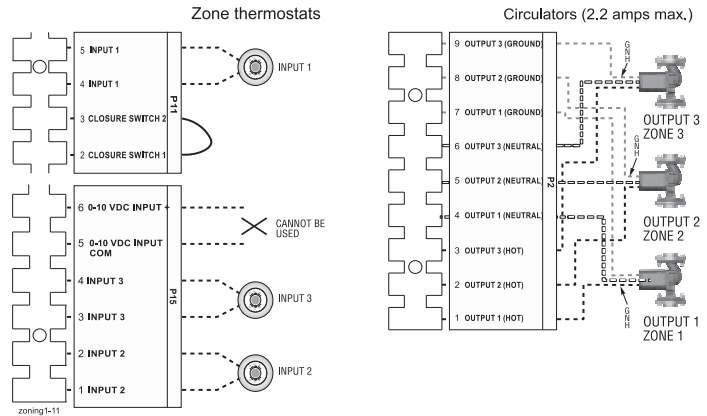 Zone thermostats
5 INPUT 1
4 INPUT 1
3 CLOSURE SWITCH 2
2 CLOSURE SWITCH 1
P11
INPUT 1
6 0-10 VDC INPUT +
5 0-10 VDC INPUT
COM
4 INPUT 3
3 INPUT 3
2 INPUT 2
1 INPUT 2
P15
CANNOT BE
USED
INPUT 3
INPUT 2
zoning1-11
Circulators (2.2 amps max.)
9 OUTPUT 3 (GROUND)
8 OUTPUT 2 (GROUND)
7 OUTPUT 1 (GROUND)
6 OUTPUT 3 (NEUTRAL)
5 OUTPUT 2 (NEUTRAL)
4 OUTPUT 1 (NEUTRAL)
3 OUTPUT 3 (HOT)
2 OUTPUT 2 (HOT)
1 OUTPUT 1 (HOT)
P2
G
N
H
OUTPUT 3
ZONE 3
G
N
H
OUTPUT 2
ZONE 2
G
N
H
OUTPUT 1
ZONE 1